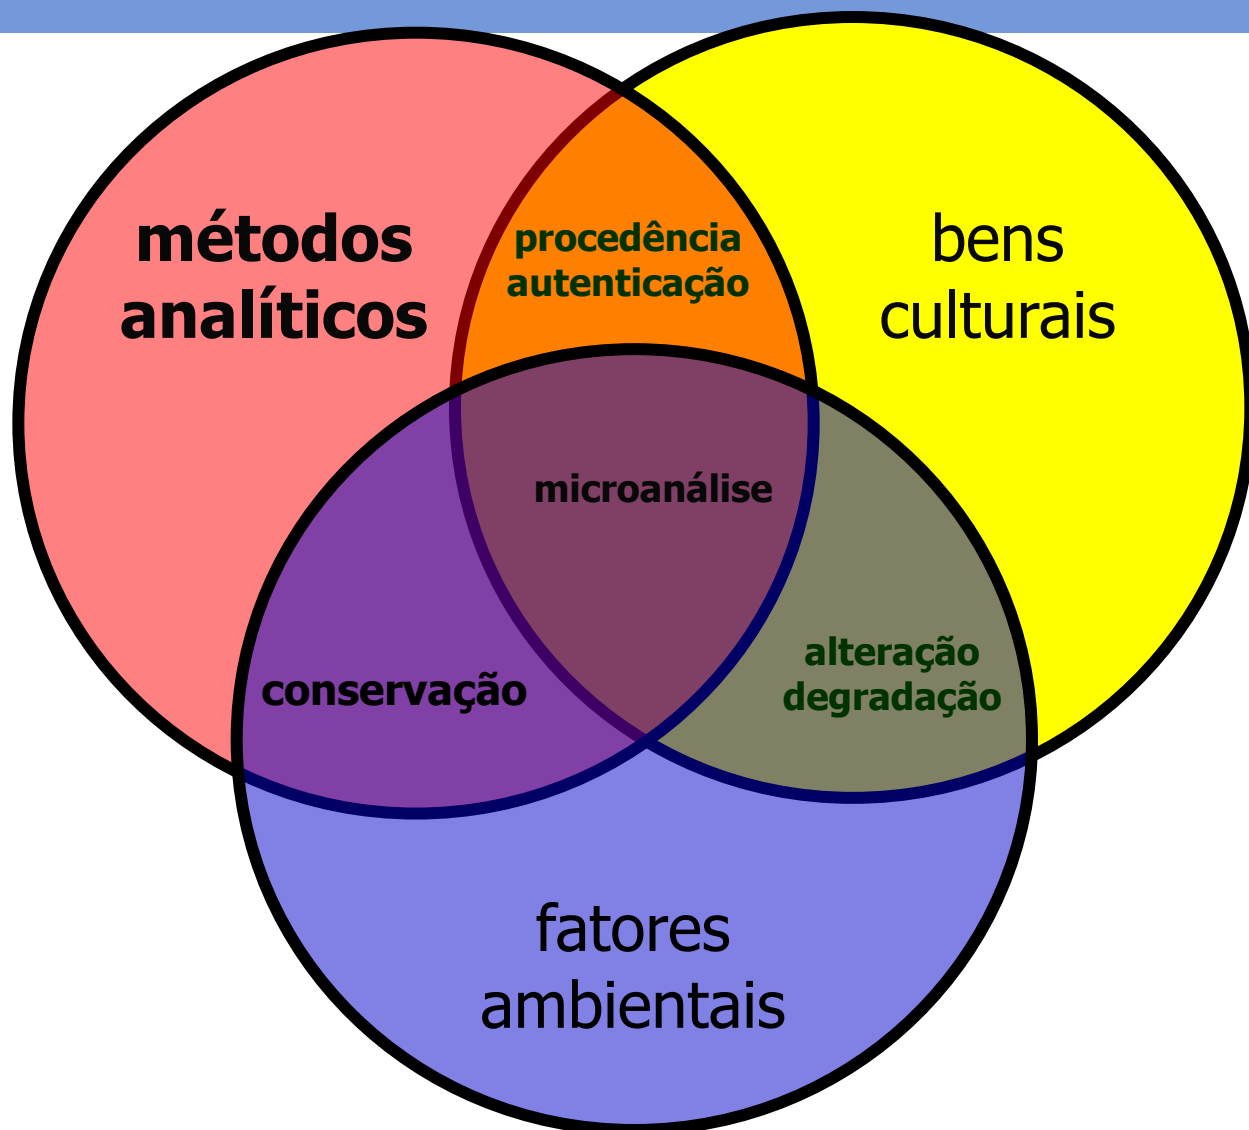 métodos
analíticos
procedência
autenticação
bens
culturais
microanálise
conservação
alteração
degradação
fatores
ambientais